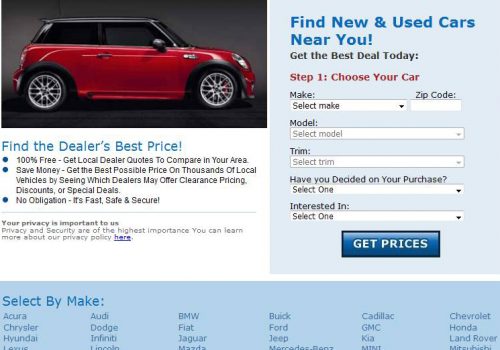 Find New & Used Cars
Near You!
Get the Best Deal Today:
Step 1: Choose Your Car
Make: Zip Code:
Select make
Model:
Select model
Trim:
Select trim
Have you Decided on Your Purchase?
Select One
Interested In:
Select One
GET PRICES
Find the Dealer's Best Price!
100% Free - Get Local Dealer Quotes To Compare in Your Area.
Save Money - Get the Best Possible Price On Thousands Of Local
Vehicles by Seeing Which Dealers May Offer Clearance Pricing,
Discounts, or Special Deals.
No Obligation - It's Fast, Safe & Secure!
Your privacy is important to us
Privacy and Security are of the highest importance You can learn
more about our privacy policy here.
Select By Make:
Acura Audi BMW Buick Cadillac Chevrolet
Chrysler Dodge Fiat Ford GMC Honda
Hyundai Infiniti Jaguar Jeep Kia Land Rover
Lexus Lincoln Mazda Mercedes-Benz MINI Mitsubishi